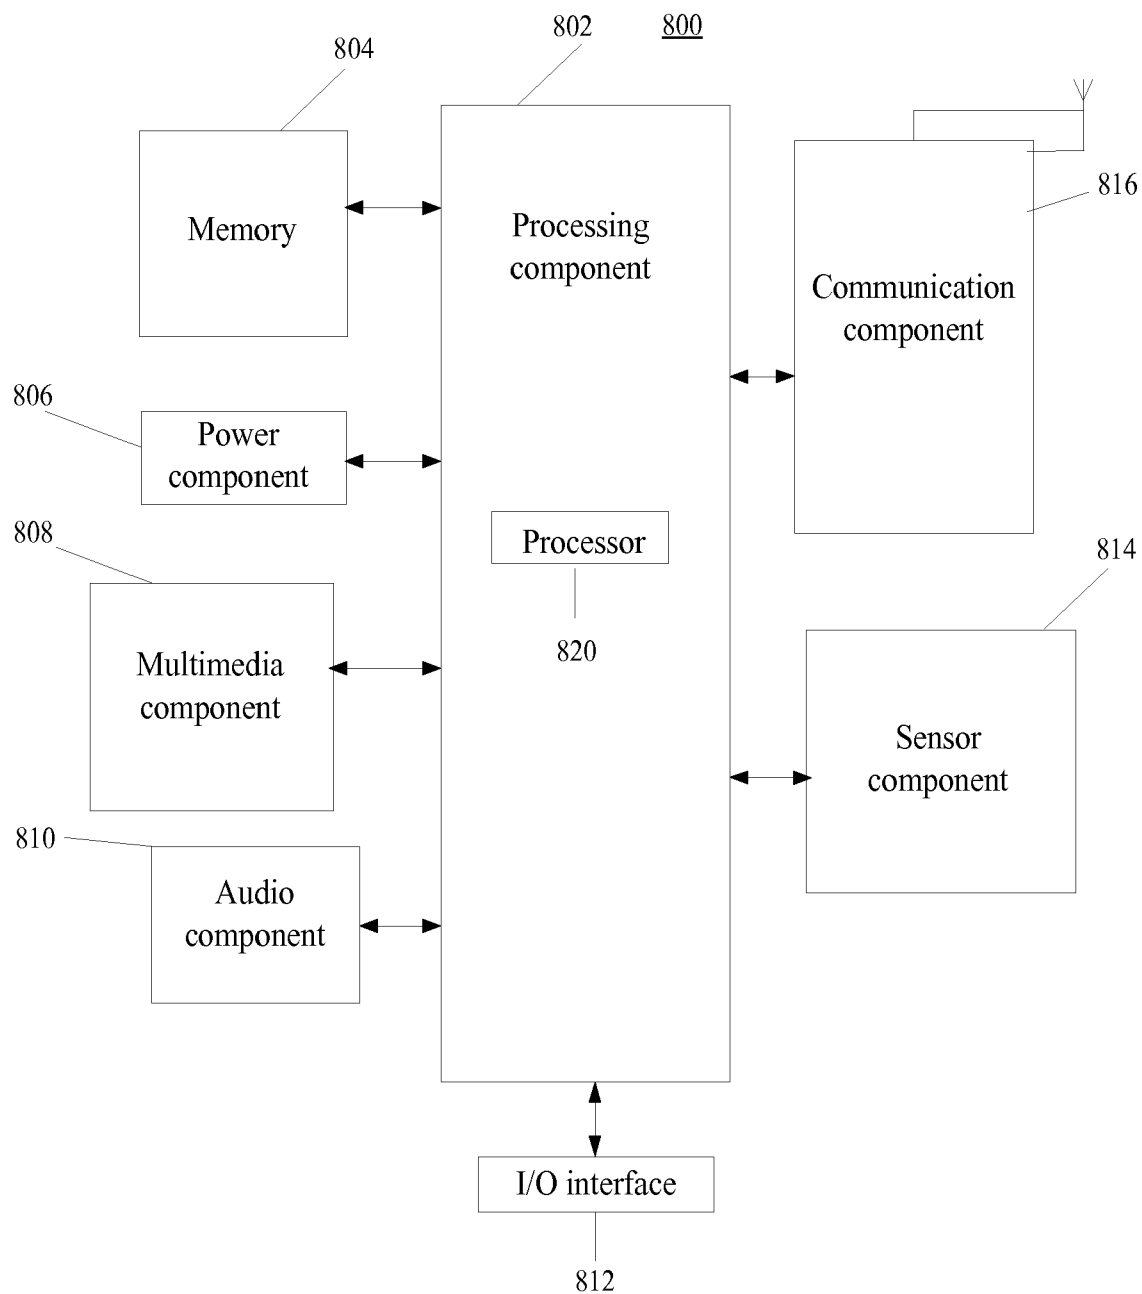 802
800
804
Memory
Processing
component
816
Communication
component
806
Power
component
808
Processor
820
814
Multimedia
component
Sensor
component
810
Audio
component
I/O interface
812